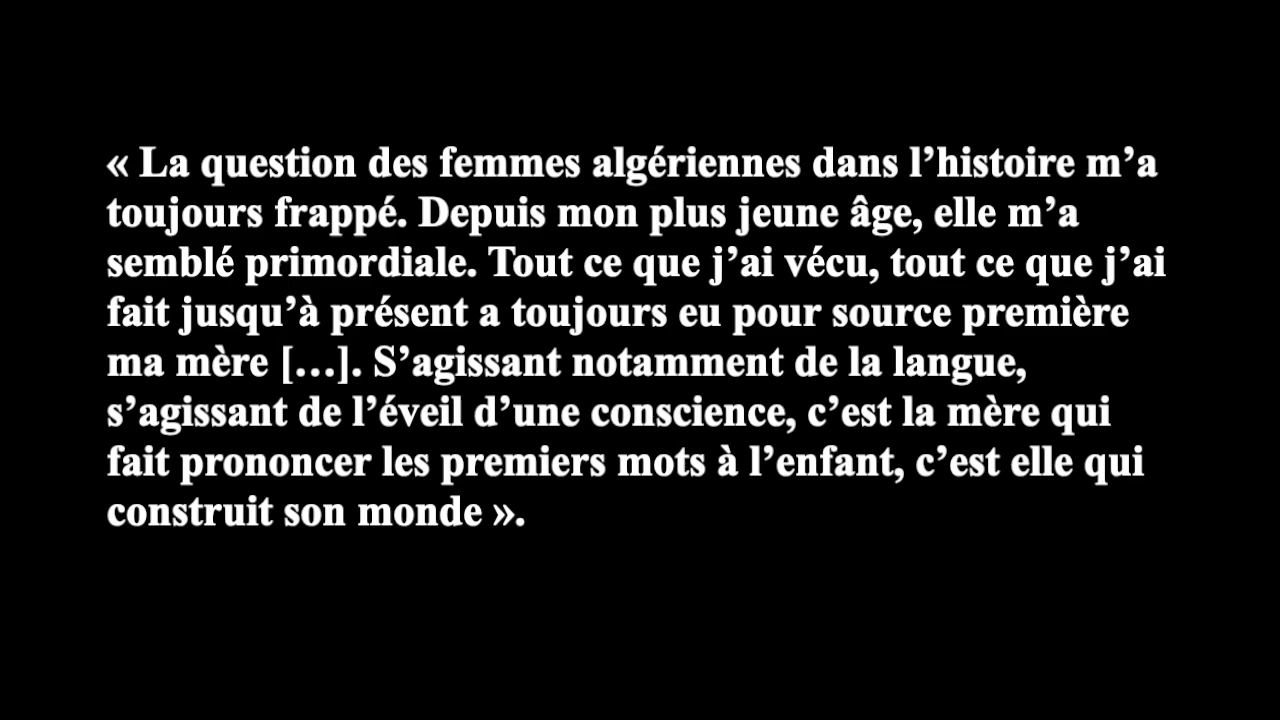 « La question des femmes algériennes dans l’histoire m’a
toujours frappé. Depuis mon plus jeune âge, elle m’a
semblé primordiale. Tout ce que j’ai vécu, tout ce que j’ai
fait jusqu’à présent a toujours eu pour source première
ma mère […]. S’agissant notamment de la langue,
s’agissant de l’éveil d’une conscience, c’est la mère qui
fait prononcer les premiers mots à l’enfant, c’est elle qui
construit son monde ».